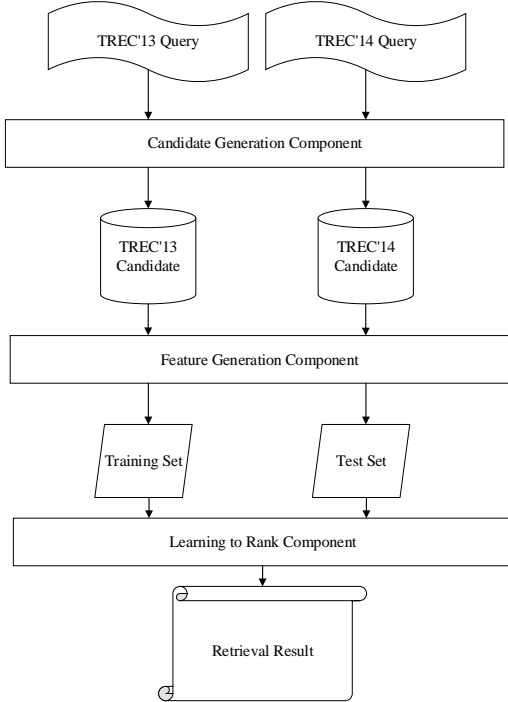 TREC'13 Query
TREC'14 Query
Candidate Generation Component
TREC'13
Candidate
TREC'14
Candidate
Feature Generation Component
Training Set
Test Set
Learning to Rank Component
Retrieval Result